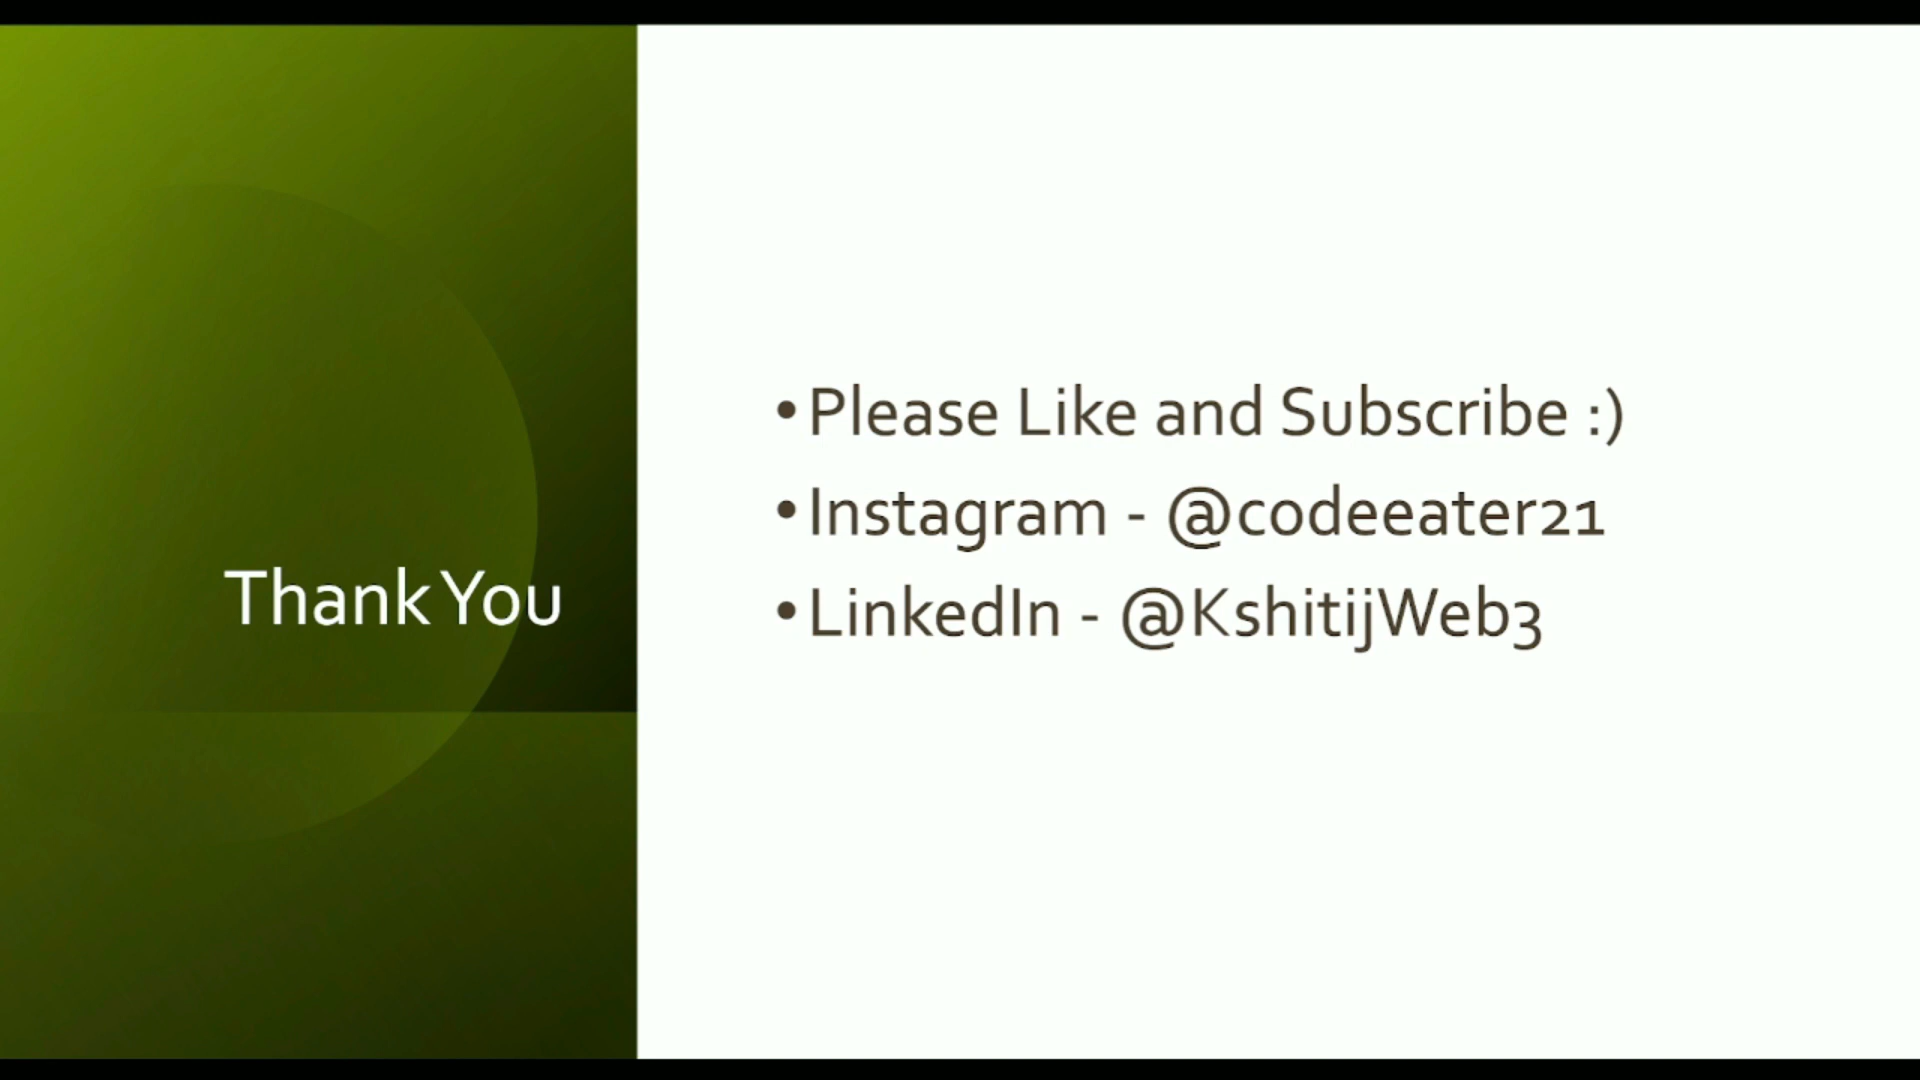 Thank You
• Please Like and Subscribe :)
• Instagram - @codeeater21
• LinkedIn - @KshitijWeb3